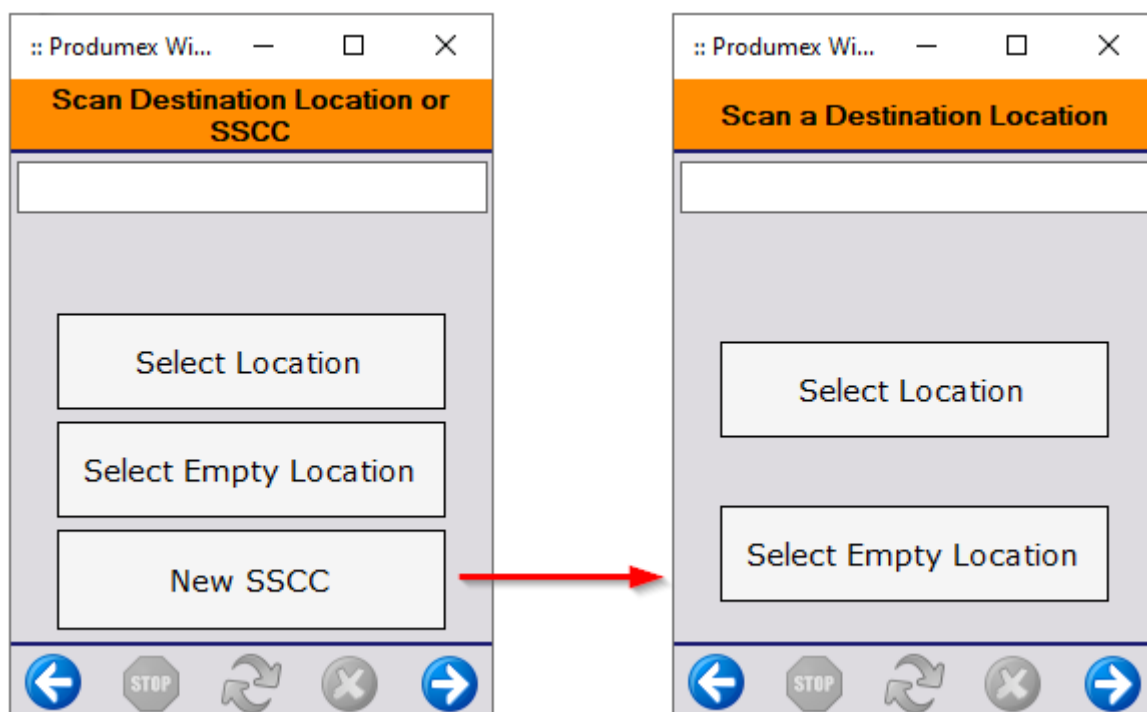 :: Produmex Wi...
Scan Destination Location or
SSCC
Select Location
Select Empty Location
New SSCC
STOP
:: Produmex Wi...
Scan a Destination Location
Select Location
Select Empty Location
STOP